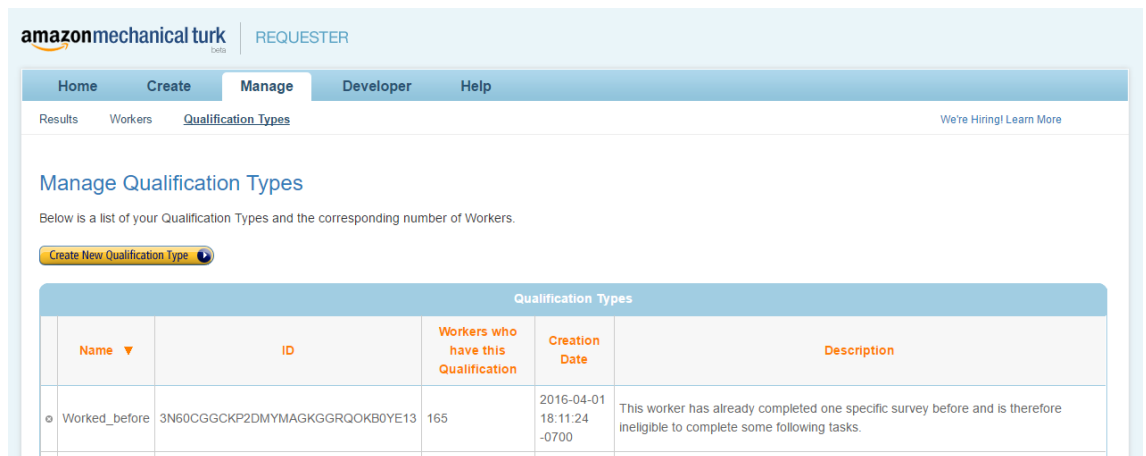 amazonmechanical turk
beta
REQUESTER
Home Create Manage Developer Help
Results Workers Qualification Types We're Hiring! Learn More
Manage Qualification Types
Below is a list of your Qualification Types and the corresponding number of Workers.
Create New Qualification Type
Qualification Types
Name ▼ ID Workers who have this Qualification Creation Date Description
Worked_before 3N60CGGCKP2DMYMAGKGGRQOKB0YE13 165 2016-04-01 18:11:24 -0700 This worker has already completed one specific survey before and is therefore
ineligible to complete some following tasks.